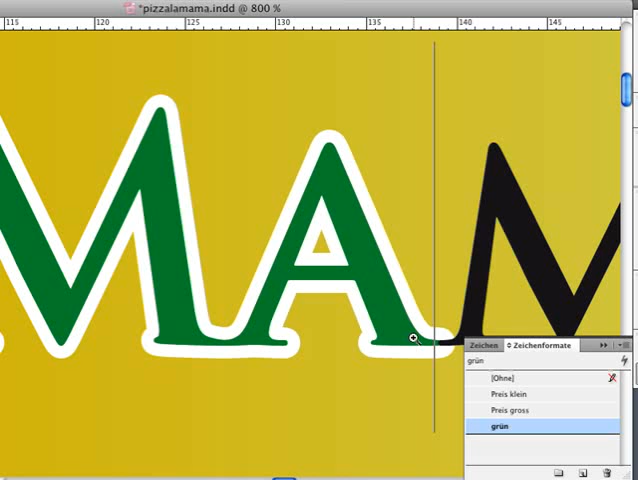 *pizzalamama.indd @ 800 %
115 120 125 130 135 140 145
MAM
Zeichen Zeichenformate
grün
[Ohne]
Preis klein
Preis gross
grün